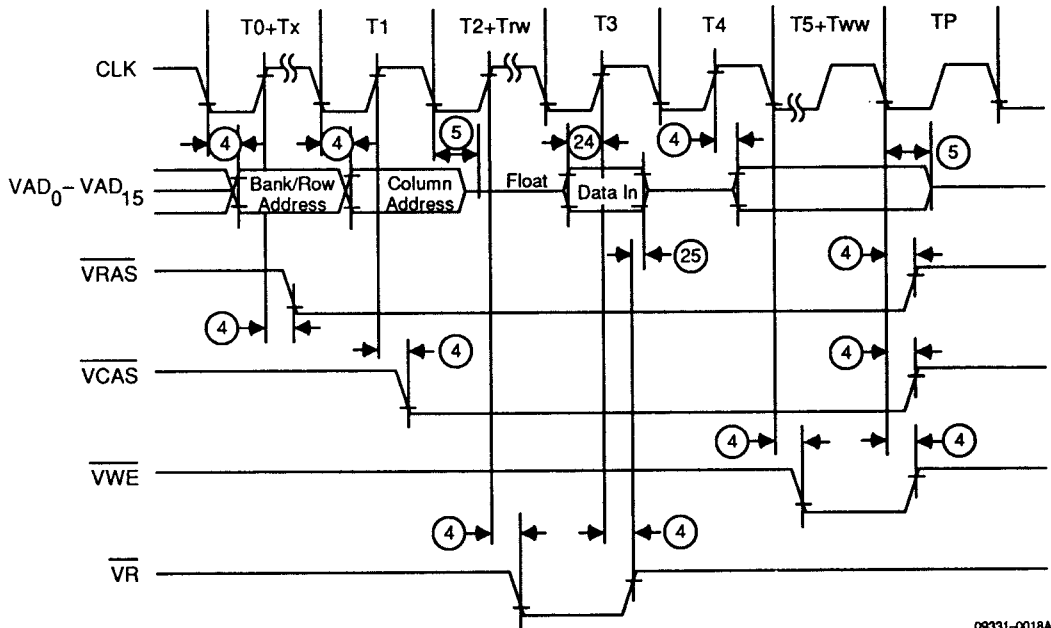 T0+Tx T1 T2+Trw T3 T4 T5+Tww TP
CLK
4 4 5 24 4 5
VAD0–VAD15 Bank/Row Address Column Address Float Data In
25 4
VRAS
4 4 4
VCAS
4 4
VWE
4 4
VR
09331-0018A